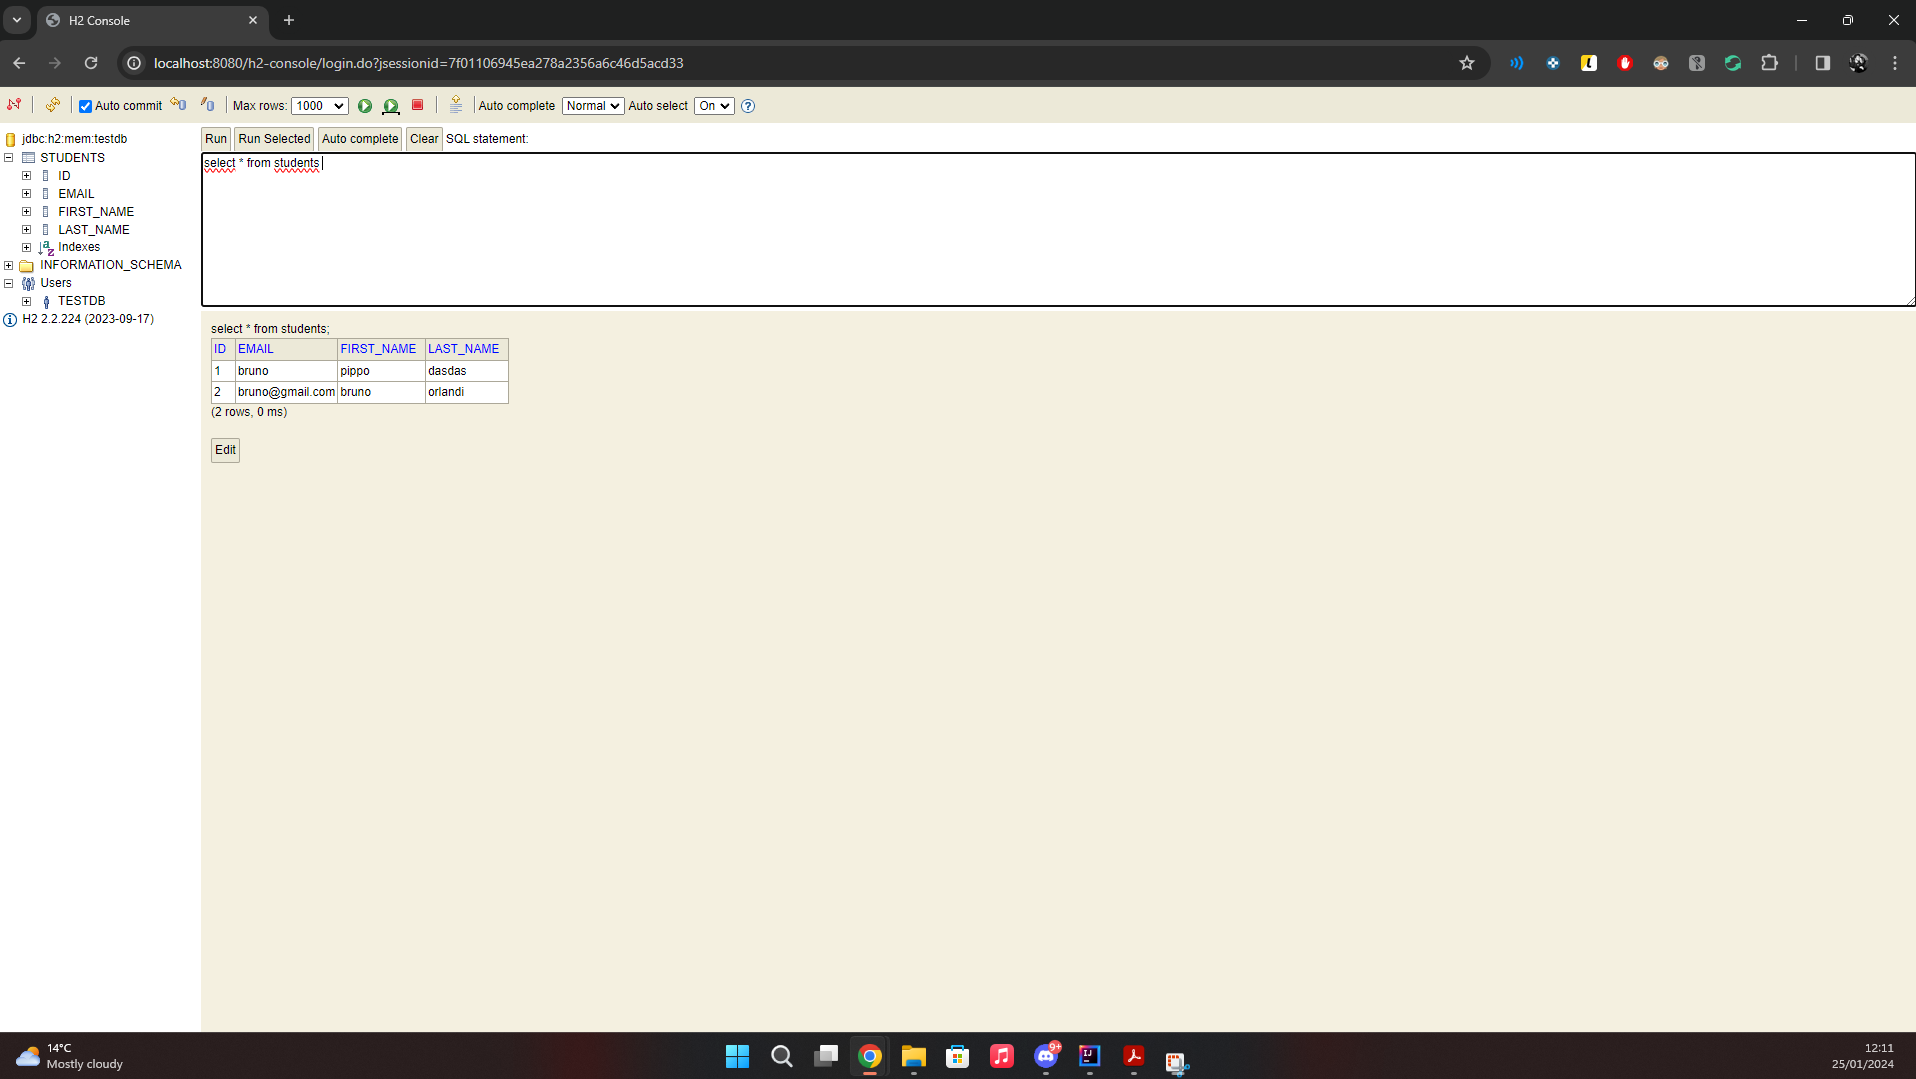 H2 Console
localhost:8080/h2-console/login.do?jsessionid=7f01106945ea278a2356a6c46d5acd33
Auto commit Max rows: 1000 Auto complete Normal Auto select On ?
jdbc:h2:mem:testdb
STUDENTS
ID
EMAIL
FIRST_NAME
LAST_NAME
Indexes
INFORMATION_SCHEMA
Users
TESTDB
H2 2.2.224 (2023-09-17)
Run Run Selected Auto complete Clear SQL statement:
select * from students
select * from students;
ID EMAIL FIRST_NAME LAST_NAME
1 bruno pippo dasdas
2 bruno@gmail.com bruno orlandi
(2 rows, 0 ms)
Edit
14°C
Mostly cloudy
9+
IJ
12:11
25/01/2024